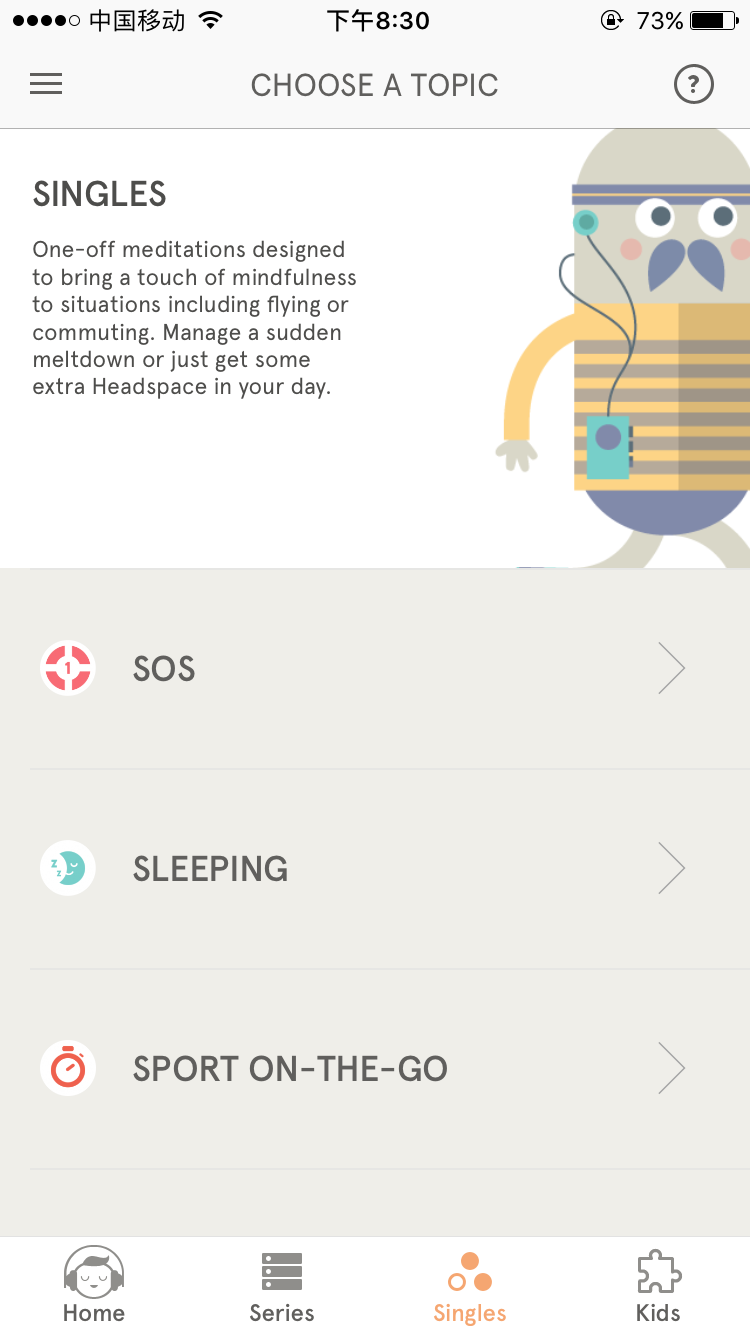 中国移动 下午8:30 73%
CHOOSE A TOPIC ?
SINGLES
One-off meditations designed
to bring a touch of mindfulness
to situations including flying or
commuting. Manage a sudden
meltdown or just get some
extra Headspace in your day.
1 SOS
z z SLEEPING
SPORT ON-THE-GO
Home Series Singles Kids